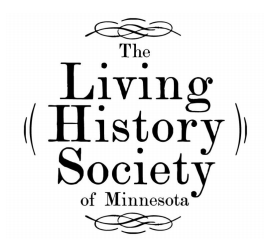 The
Living
History
Society
of Minnesota